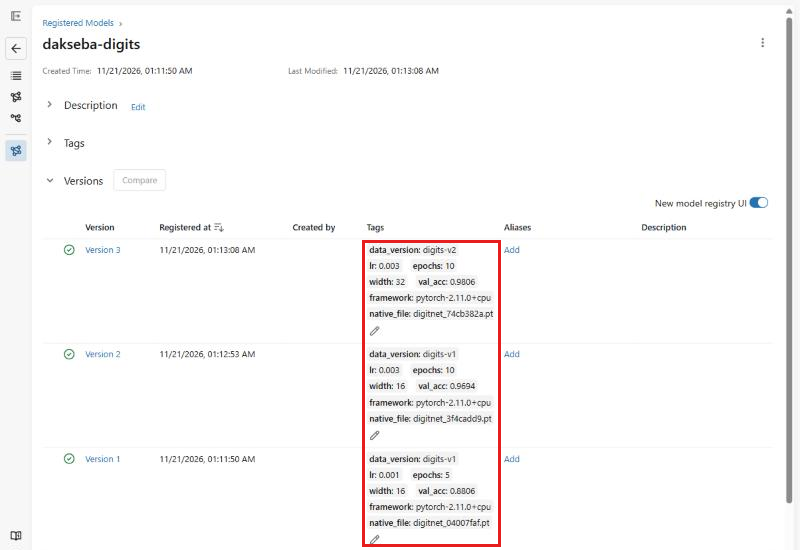 Registered Models ›
dakseba-digits
Created Time: 11/21/2026, 01:11:50 AM Last Modified: 11/21/2026, 01:13:08 AM
Description Edit
Tags
Versions Compare
New model registry UI
Version Registered at Created by Tags Aliases Description
Version 3 11/21/2026, 01:13:08 AM data_version: digits-v2 Add
lr: 0.003 epochs: 10
width: 32 val_acc: 0.9806
framework: pytorch-2.11.0+cpu
native_file: digitnet_74cb382a.pt
Version 2 11/21/2026, 01:12:53 AM data_version: digits-v1 Add
lr: 0.003 epochs: 10
width: 16 val_acc: 0.9694
framework: pytorch-2.11.0+cpu
native_file: digitnet_3f4cadd9.pt
Version 1 11/21/2026, 01:11:50 AM data_version: digits-v1 Add
lr: 0.001 epochs: 5
width: 16 val_acc: 0.8806
framework: pytorch-2.11.0+cpu
native_file: digitnet_04007faf.pt